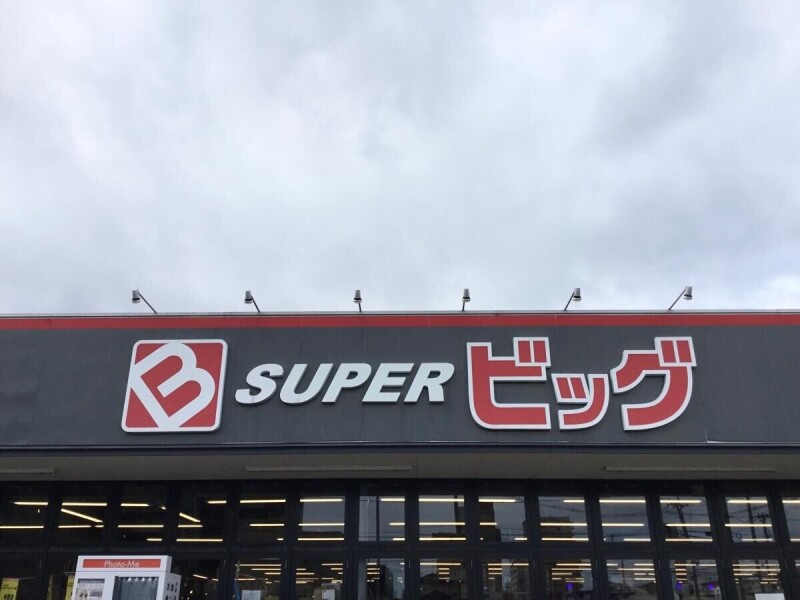 B SUPER ビッグ
Photo-Me